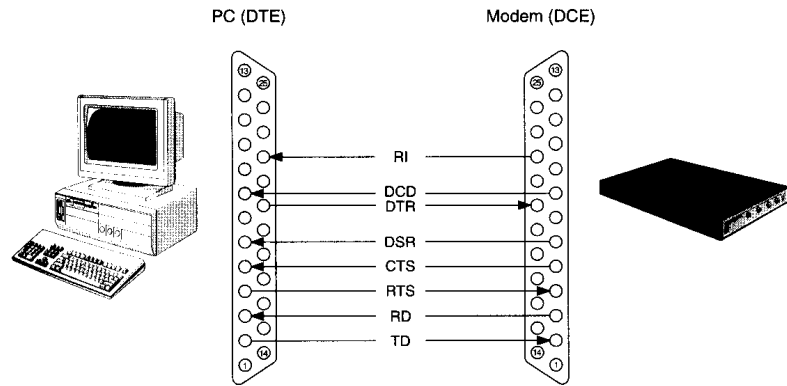 PC (DTE)
Modem (DCE)
13
25
13
25
RI
DCD
DTR
DSR
CTS
RTS
RD
TD
14
1
14
1